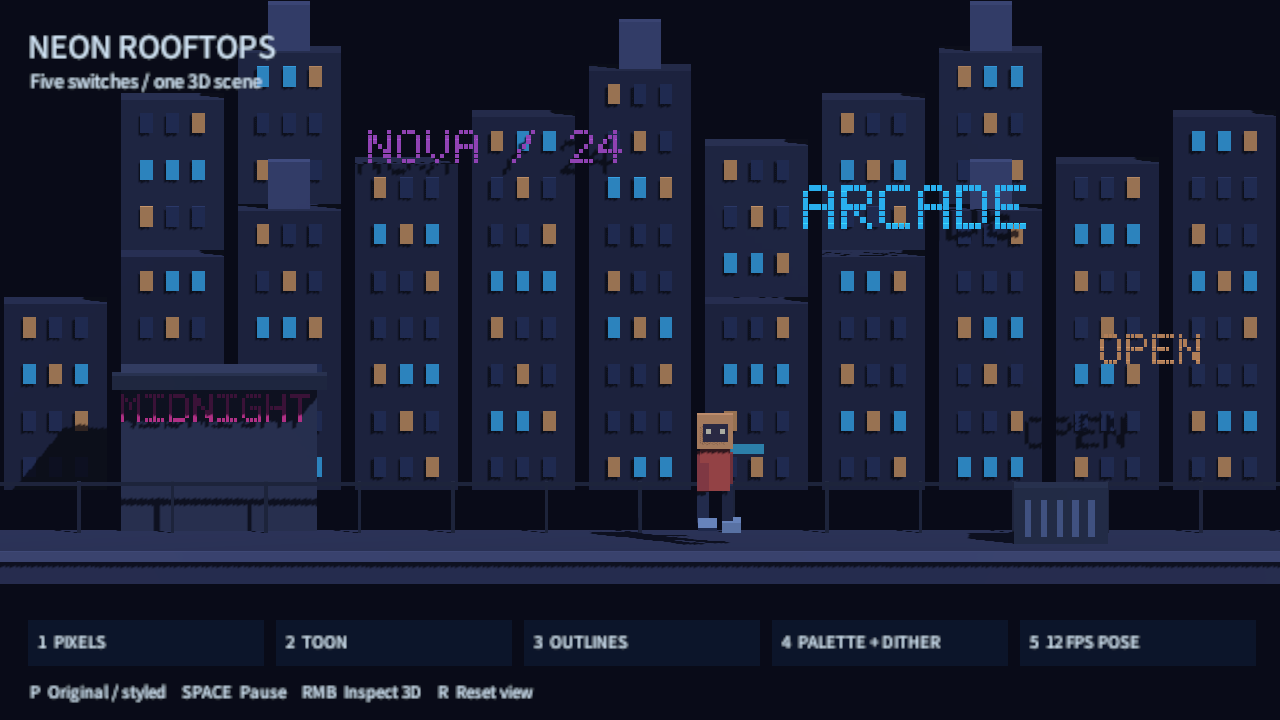 NEON ROOFTOPS
Five switches / one 3D scene
NOVA / 24
ARCADE
OPEN
MIDNIGHT
1 PIXELS
2 TOON
3 OUTLINES
4 PALETTE + DITHER
5 12 FPS POSE
P Original / styled SPACE Pause RMB Inspect 3D R Reset view